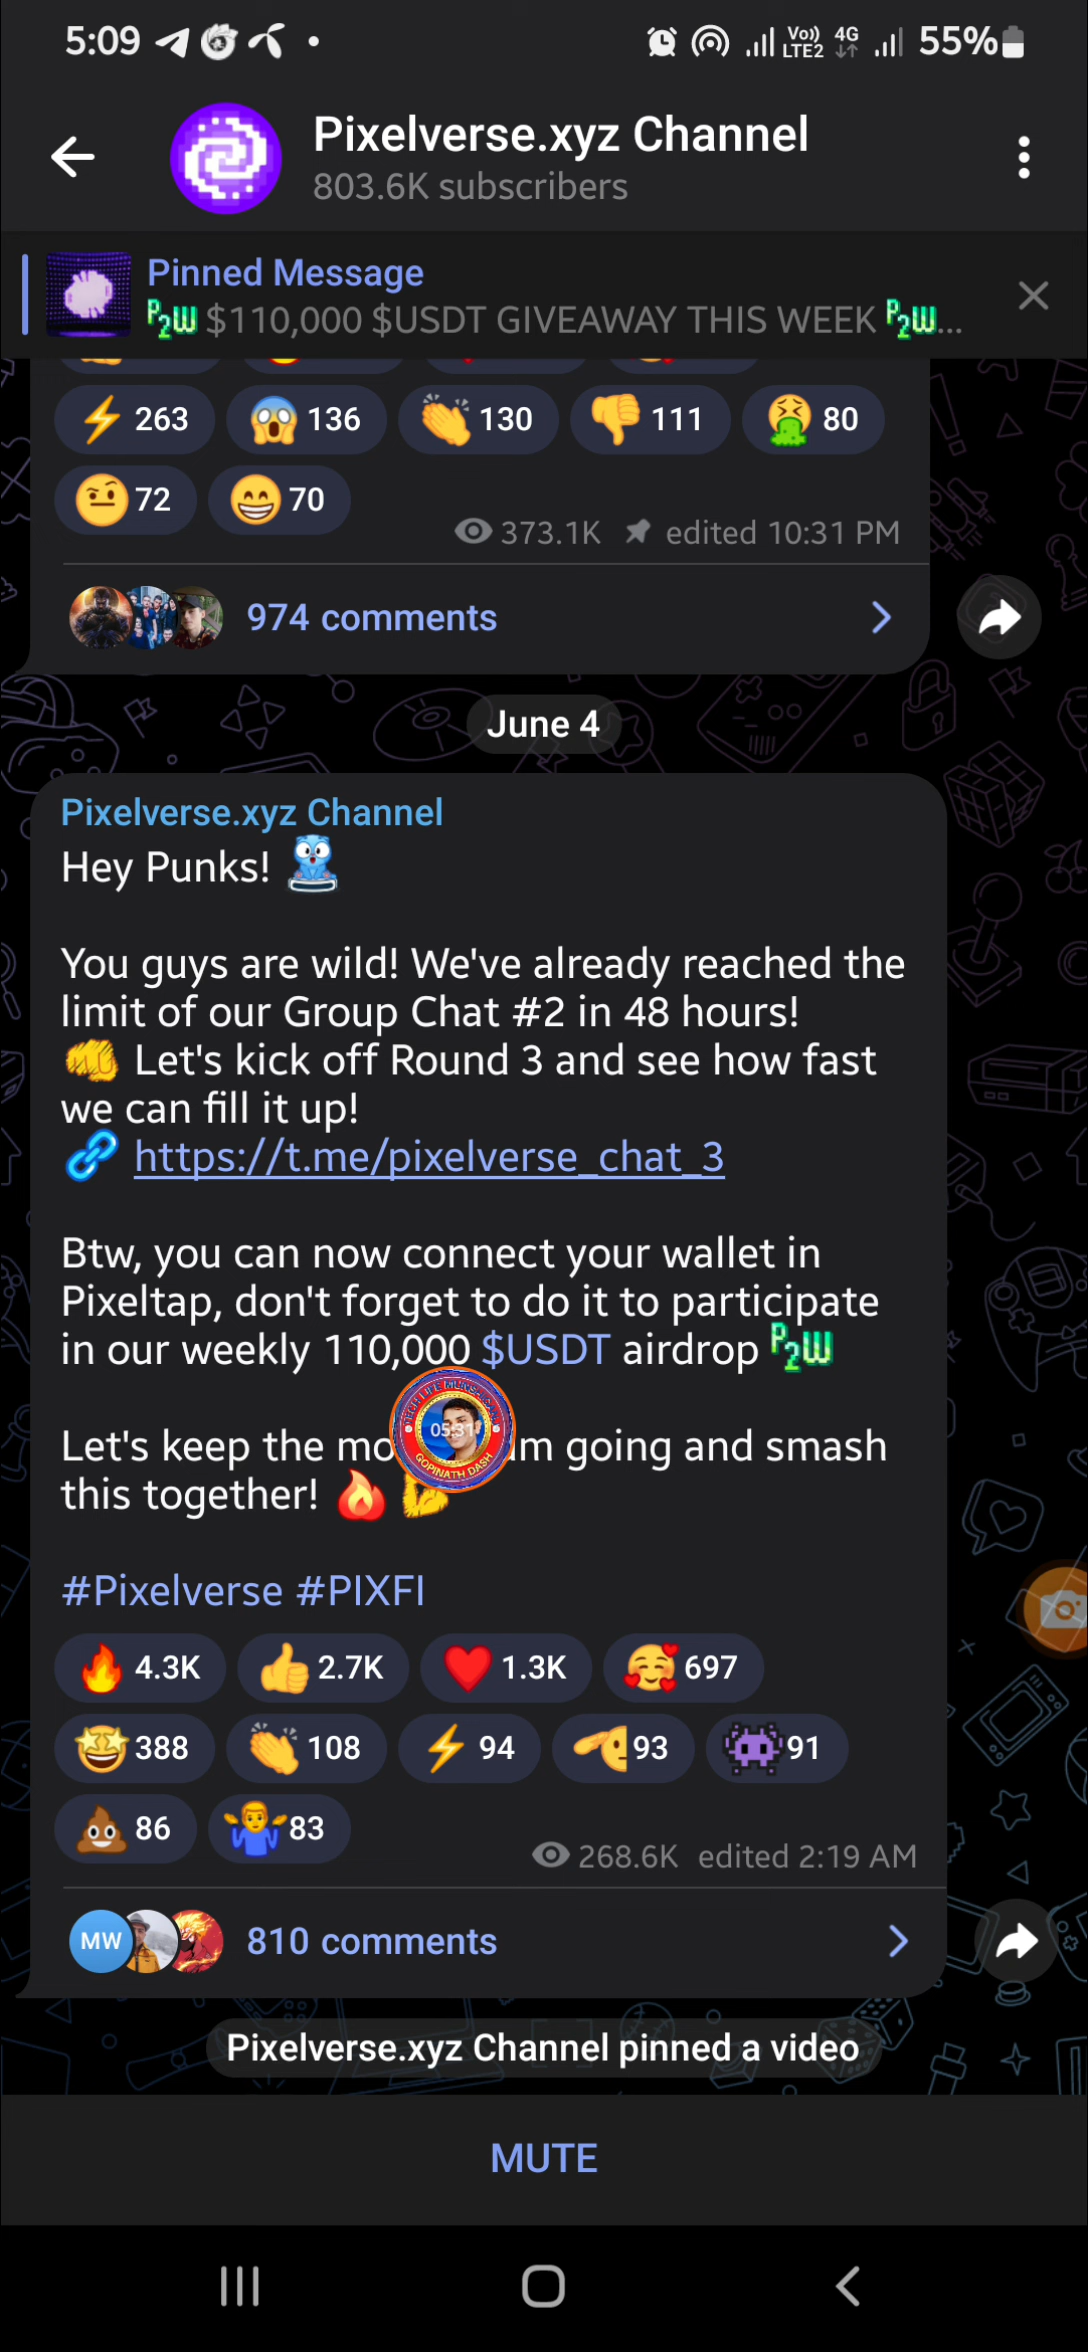 5:09
Vo))
LTE2
4G
55%
Pixelverse.xyz Channel
803.6K subscribers
Pinned Message
P2W $110,000 $USDT GIVEAWAY THIS WEEK P2W...
263
136
130
111
80
72
70
373.1K
edited 10:31 PM
974 comments
June 4
Pixelverse.xyz Channel
Hey Punks!
You guys are wild! We've already reached the
limit of our Group Chat #2 in 48 hours!
Let's kick off Round 3 and see how fast
we can fill it up!
https://t.me/pixelverse_chat_3
Btw, you can now connect your wallet in
Pixeltap, don't forget to do it to participate
in our weekly 110,000 $USDT airdrop P2W
Let's keep the mo um going and smash
05:31
GOPINATH DASH
this together!
#Pixelverse #PIXFI
4.3K
2.7K
1.3K
697
388
108
94
93
91
86
83
268.6K edited 2:19 AM
MW
810 comments
Pixelverse.xyz Channel pinned a video
MUTE